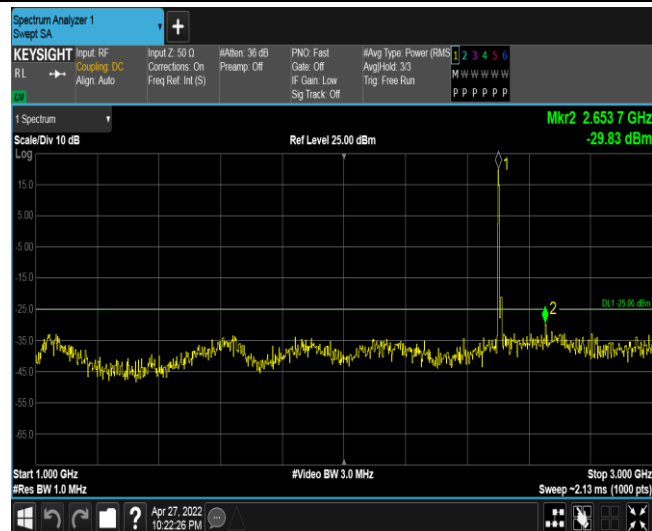 Spectrum Analyzer 1
Swept SA
+
KEYSIGHT
RL
Input: RF
Coupling: DC
Align: Auto
Input Z: 50 Ω
Corrections: On
Freq Ref: Int (S)
#Atten: 36 dB
Preamp: Off
PNO: Fast
Gate: Off
IF Gain: Low
Sig Track: Off
#Avg Type: Power (RMS
Avg|Hold: 3/3
Trig: Free Run
1 2 3 4 5 6
M W W W W W
P P P P P P
1 Spectrum
Scale/Div 10 dB
Log
Ref Level 25.00 dBm
Mkr2 2.653 7 GHz
-29.83 dBm
1
15.0
5.00
-5.00
-15.0
-25.0
2
DL1 -25.00 dBm
-35.0
-45.0
-55.0
-65.0
Start 1.000 GHz
#Video BW 3.0 MHz
Stop 3.000 GHz
#Res BW 1.0 MHz
Sweep ~2.13 ms (1000 pts)
?
Apr 27, 2022
10:22:26 PM